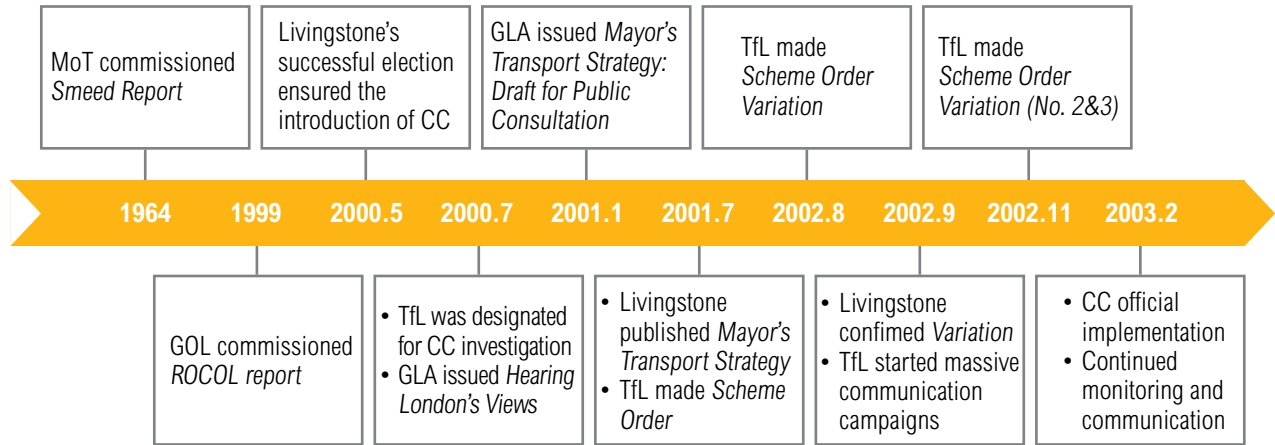 MoT commissioned
Smeed Report
Livingstone's
successful election
ensured the
introduction of CC
GLA issued Mayor's
Transport Strategy:
Draft for Public
Consultation
TfL made
Scheme Order
Variation
TfL made
Scheme Order
Variation (No. 2&3)
1964 1999 2000.5 2000.7 2001.1 2001.7 2002.8 2002.9 2002.11 2003.2
GOL commissioned
ROCOL report
• TfL was designated
for CC investigation
• GLA issued Hearing
London's Views
• Livingstone
published Mayor's
Transport Strategy
• TfL made Scheme
Order
• Livingstone
confimed Variation
• TfL started massive
communication
campaigns
• CC official
implementation
• Continued
monitoring and
communication